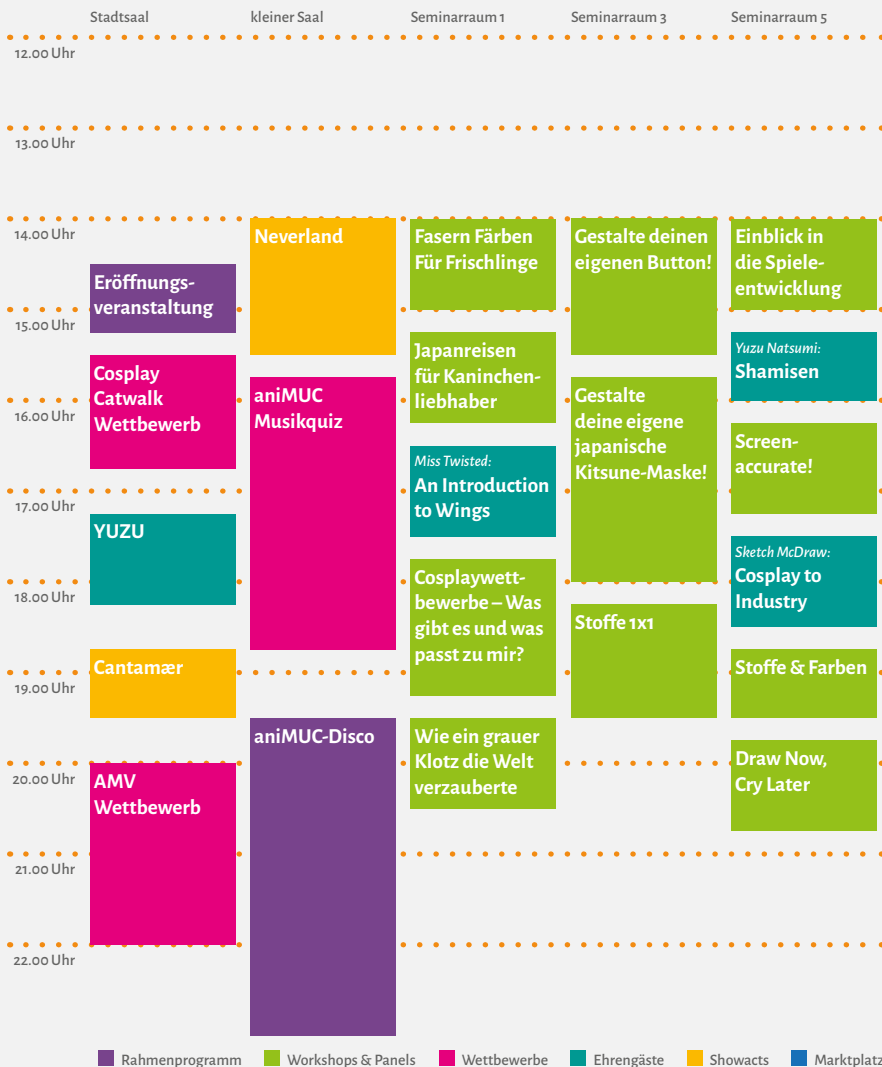 Stadtsaal
kleiner Saal
Seminarraum 1
Seminarraum 3
Seminarraum 5
12.00 Uhr
13.00 Uhr
14.00 Uhr
15.00 Uhr
16.00 Uhr
17.00 Uhr
18.00 Uhr
19.00 Uhr
20.00 Uhr
21.00 Uhr
22.00 Uhr
Eröffnungs-
veranstaltung
Cosplay
Catwalk
Wettbewerb
YUZU
Cantamær
AMV
Wettbewerb
Neverland
aniMUC
Musikquiz
aniMUC-Disco
Fasern Färben
Für Frischlinge
Japanreisen
für Kaninchen-
liebhaber
Miss Twisted:
An Introduction
to Wings
Cosplaywett-
bewerbe – Was
gibt es und was
passt zu mir?
Wie ein grauer
Klotz die Welt
verzauberte
Gestalte deinen
eigenen Button!
Gestalte
deine eigene
japanische
Kitsune-Maske!
Stoffe 1x1
Einblick in
die Spiele-
entwicklung
Yuzu Natsumi:
Shamisen
Screen-
accurate!
Sketch McDraw:
Cosplay to
Industry
Stoffe & Farben
Draw Now,
Cry Later
Rahmenprogramm
Workshops & Panels
Wettbewerbe
Ehrengäste
Showacts
Marktplatz